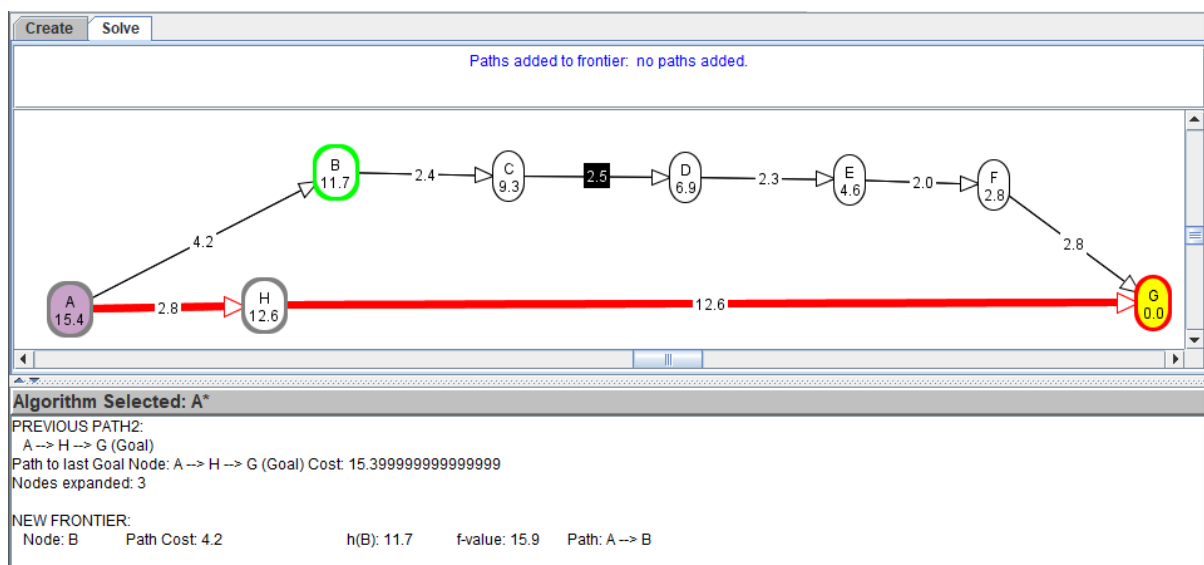 Create Solve
Paths added to frontier: no paths added.
B
11.7
2.4
C
9.3
2.5
D
6.9
2.3
E
4.6
2.0
F
2.8
4.2
2.8
A
15.4
2.8
H
12.6
12.6
G
0.0
Algorithm Selected: A*
PREVIOUS PATH2:
A --> H --> G (Goal)
Path to last Goal Node: A --> H --> G (Goal) Cost: 15.399999999999999
Nodes expanded: 3
NEW FRONTIER:
Node: B Path Cost: 4.2 h(B): 11.7 f-value: 15.9 Path: A --> B